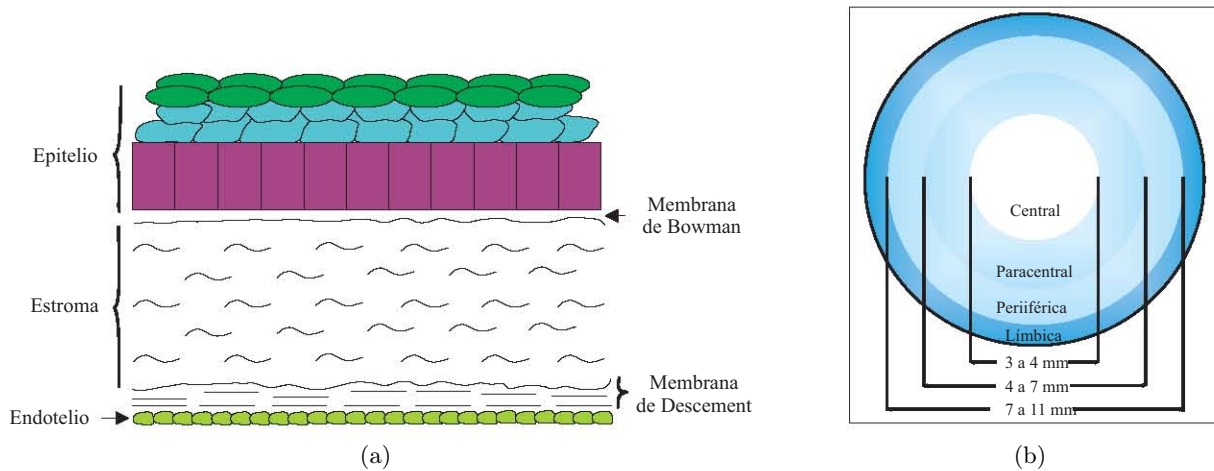 Epitelio
Membrana
de Bowman
Estroma
Membrana
de Descement
Endotelio
(a)
Central
Paracentral
Periiférica
Límbica
3 a 4 mm
4 a 7 mm
7 a 11 mm
(b)